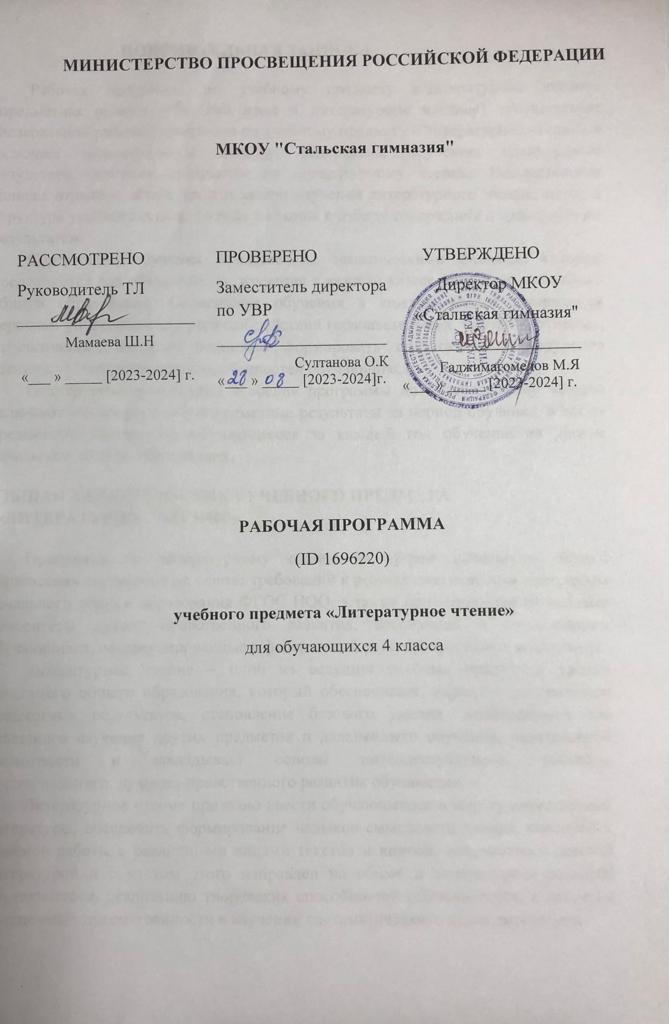 МИНИСТЕРСТВО ПРОСВЕЩЕНИЯ РОССИЙСКОЙ ФЕДЕРАЦИИ
МКОУ "Стальская гимназия"
РАССМОТРЕНО
Руководитель ТЛ
Мамаева Ш.Н
«___ » _____ [2023-2024] г.
ПРОВЕРЕНО
Заместитель директора
по УВР
Султанова О.К
«28 » 08 [2023-2024]г.
УТВЕРЖДЕНО
Директор МКОУ
«Стальская гимназия"
Гаджимагомедов М.Я
«___ » [2023-2024] г.
РАБОЧАЯ ПРОГРАММА
(ID 1696220)
учебного предмета «Литературное чтение»
для обучающихся 4 класса